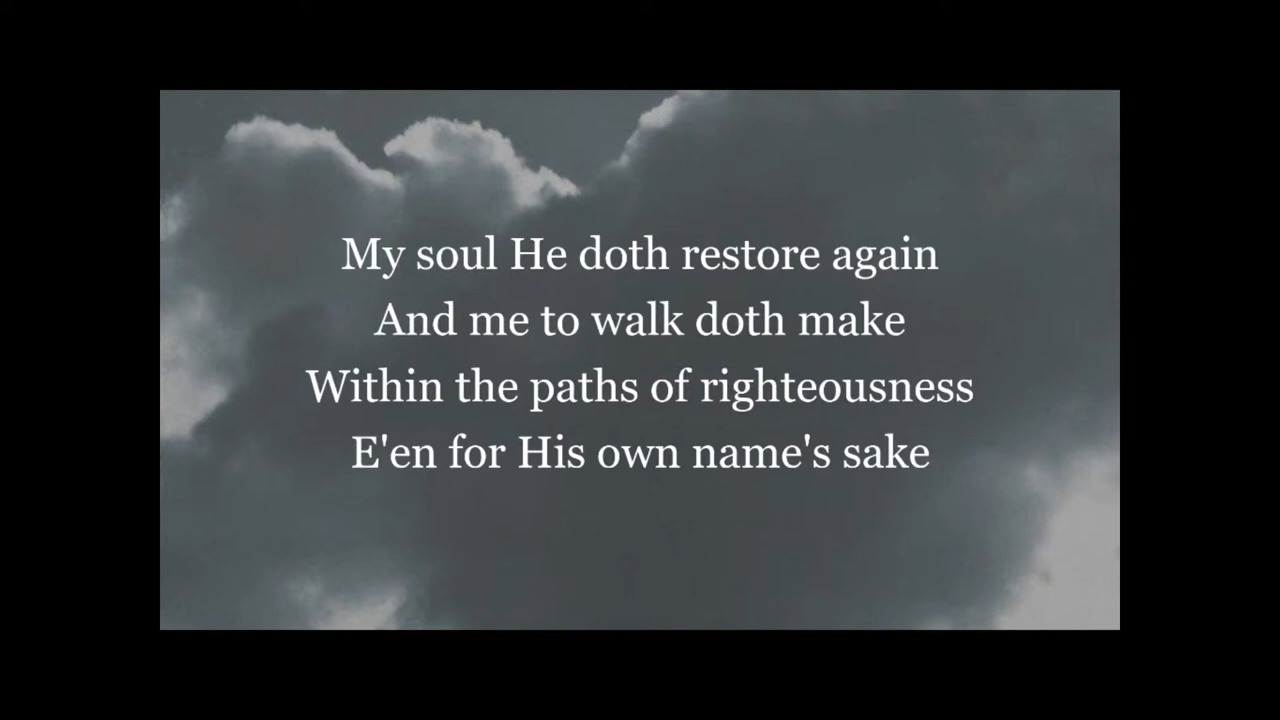 My soul He doth restore again
And me to walk doth make
Within the paths of righteousness
E'en for His own name's sake